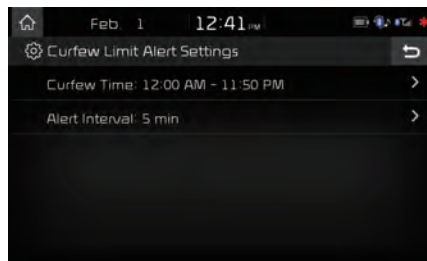 Feb. 1 12:41 PM
Curfew Limit Alert Settings
Curfew Time: 12:00 AM - 11:50 PM
Alert Interval: 5 min